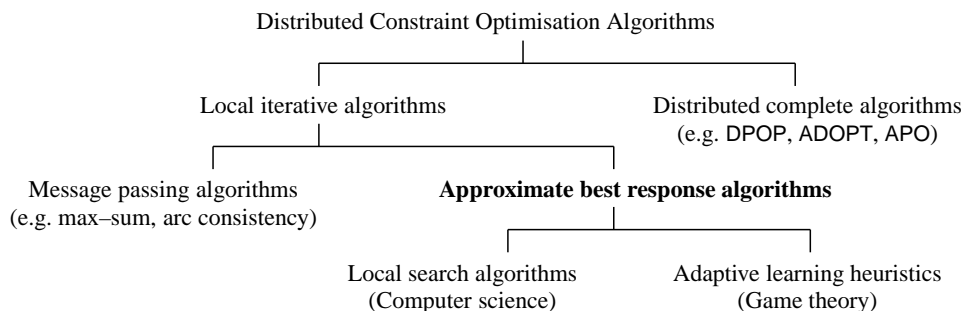 Distributed Constraint Optimisation Algorithms
Local iterative algorithms
Distributed complete algorithms
(e.g. DPOP, ADOPT, APO)
Message passing algorithms
(e.g. max–sum, arc consistency)
Approximate best response algorithms
Local search algorithms
(Computer science)
Adaptive learning heuristics
(Game theory)